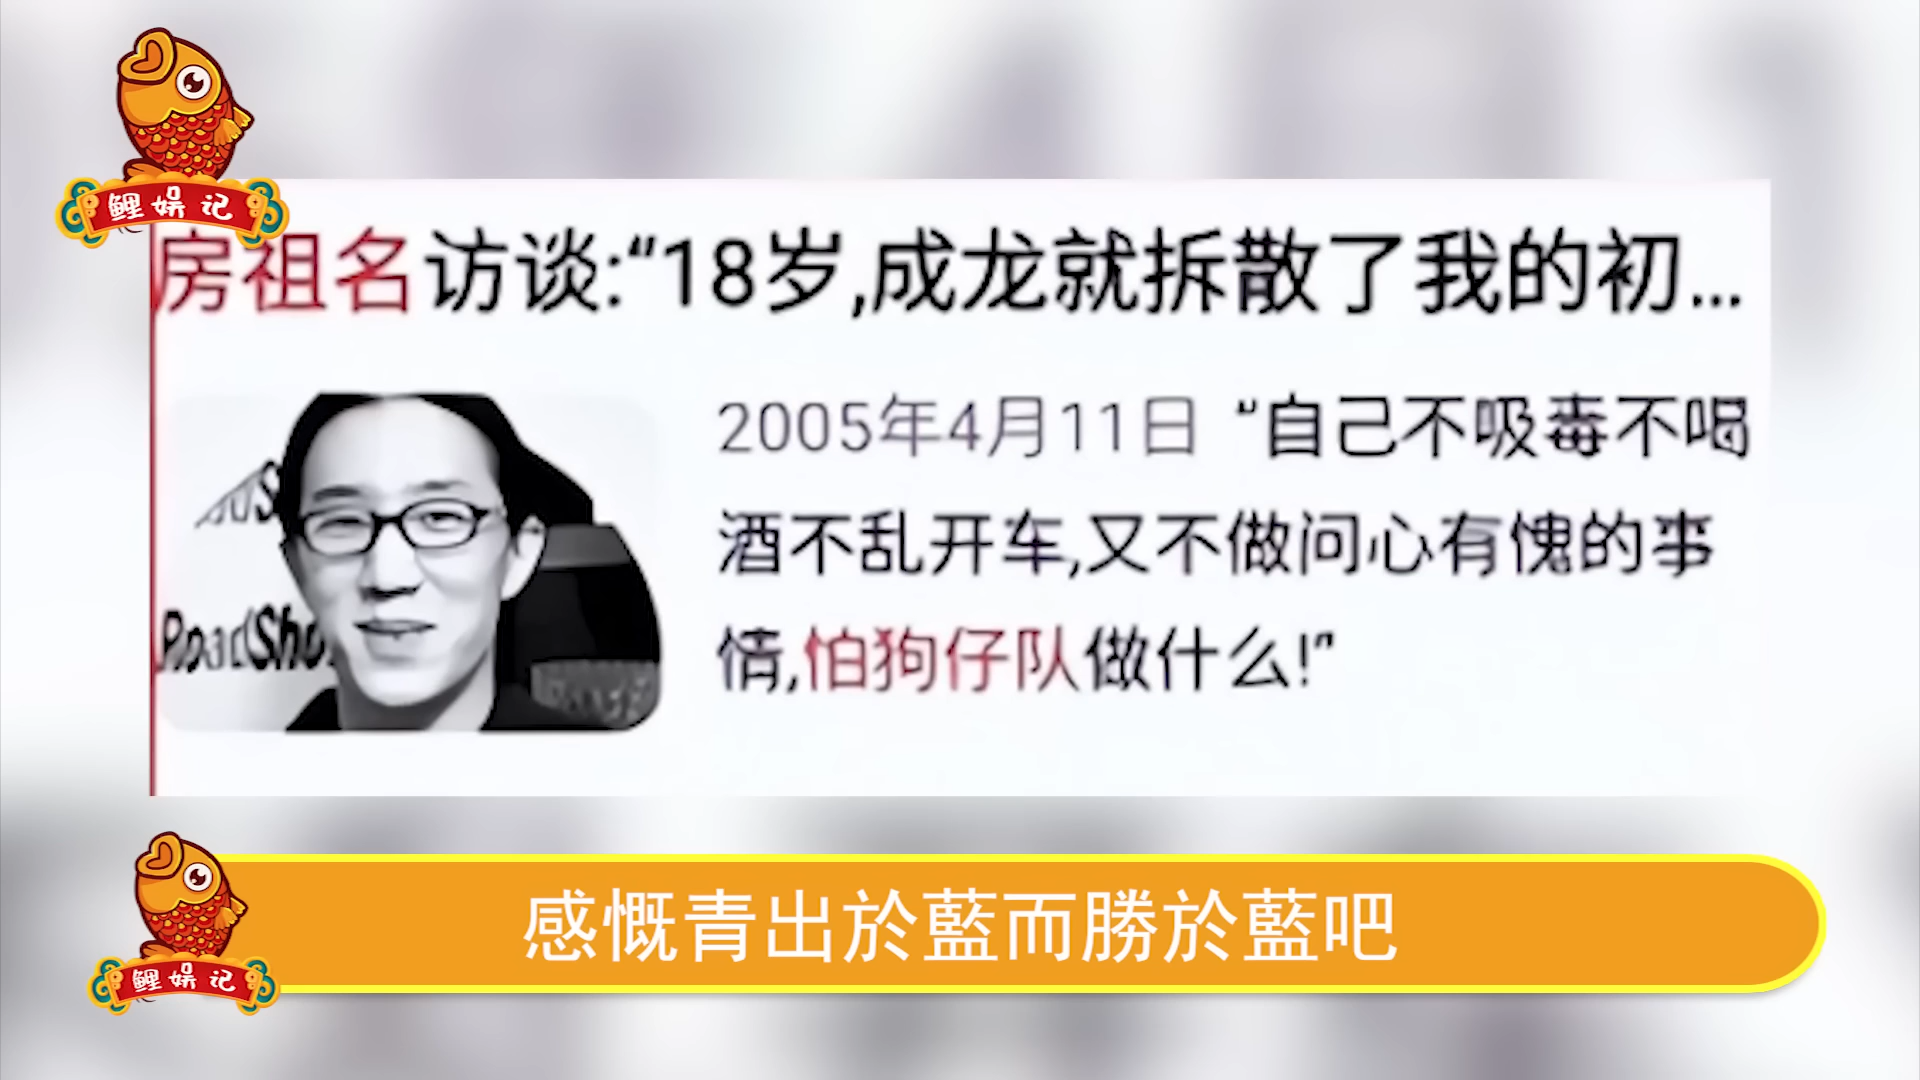 鲤娱记
房祖名访谈:“18岁,成龙就拆散了我的初...
2005年4月11日 “自己不吸毒不喝
酒不乱开车,又不做问心有愧的事
情,怕狗仔队做什么!”
RoadSho
感慨青出於藍而勝於藍吧
鲤娱记